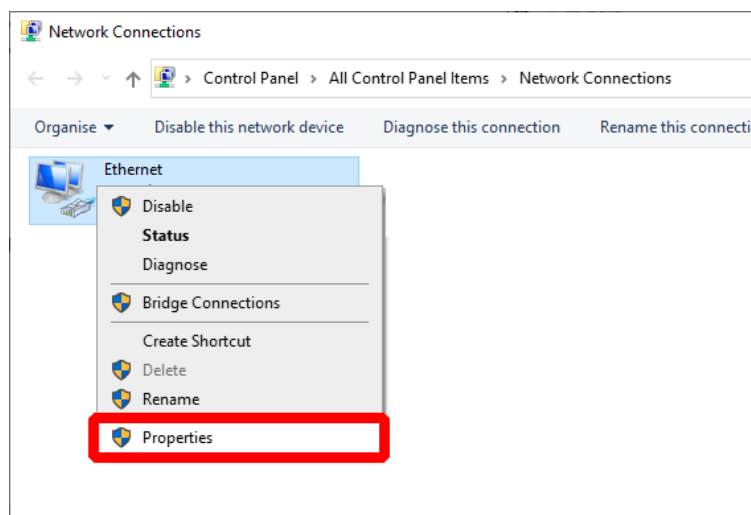 Network Connections
Control Panel > All Control Panel Items > Network Connections
Organise Disable this network device Diagnose this connection Rename this connecti
Ethernet
Disable
Status
Diagnose
Bridge Connections
Create Shortcut
Delete
Rename
Properties